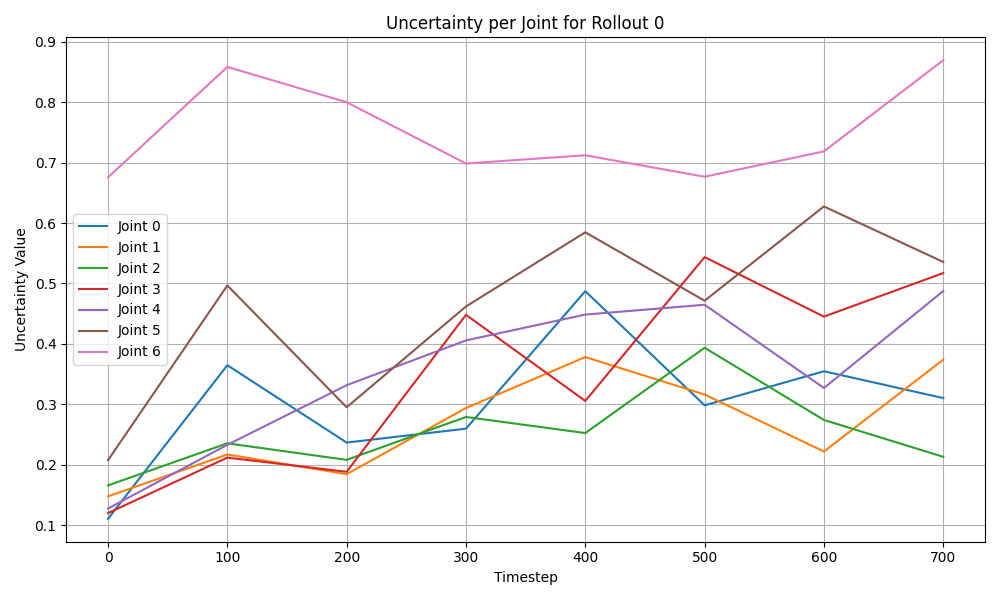 Uncertainty per Joint for Rollout 0
Uncertainty Value
0.9
0.8
0.7
0.6
0.5
0.4
0.3
0.2
0.1
Joint 0
Joint 1
Joint 2
Joint 3
Joint 4
Joint 5
Joint 6
0 100 200 300 400 500 600 700
Timestep